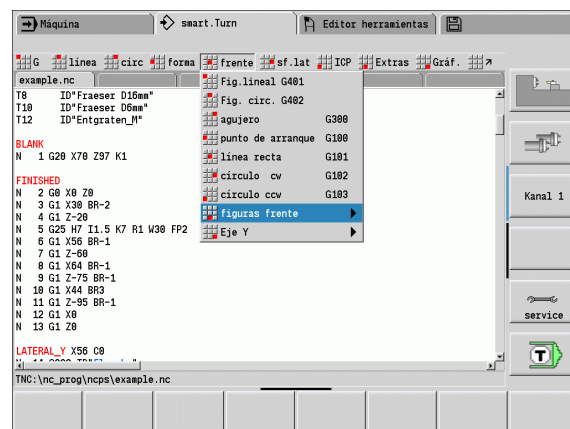 Máquina
smart.Turn
Editor herramientas
G línea circ forma frente sf.lat ICP Extras Gráf.
example.nc
T8 ID"Fraeser D16mm"
T10 ID"Fraeser D6mm"
T12 ID"Entgraten_M"
BLANK
N 1 G20 X70 Z97 K1
FINISHED
N 2 G0 X0 Z0
N 3 G1 X30 BR-2
N 4 G1 Z-20
N 5 G25 H7 I1.5 K7 R1 W30 FP2
N 6 G1 X56 BR-1
N 7 G1 Z-60
N 8 G1 X64 BR-1
N 9 G1 Z-75 BR-1
N 10 G1 X44 BR3
N 11 G1 Z-95 BR-1
N 12 G1 X0
N 13 G1 Z0
LATERAL_Y X56 C0
Fig.lineal G401
Fig. circ. G402
agujero G300
punto de arranque G100
línea recta G101
círculo cw G102
círculo ccw G103
figuras frente
Eje Y
TNC:\nc_prog\ncps\example.nc
Kanal 1
service
T